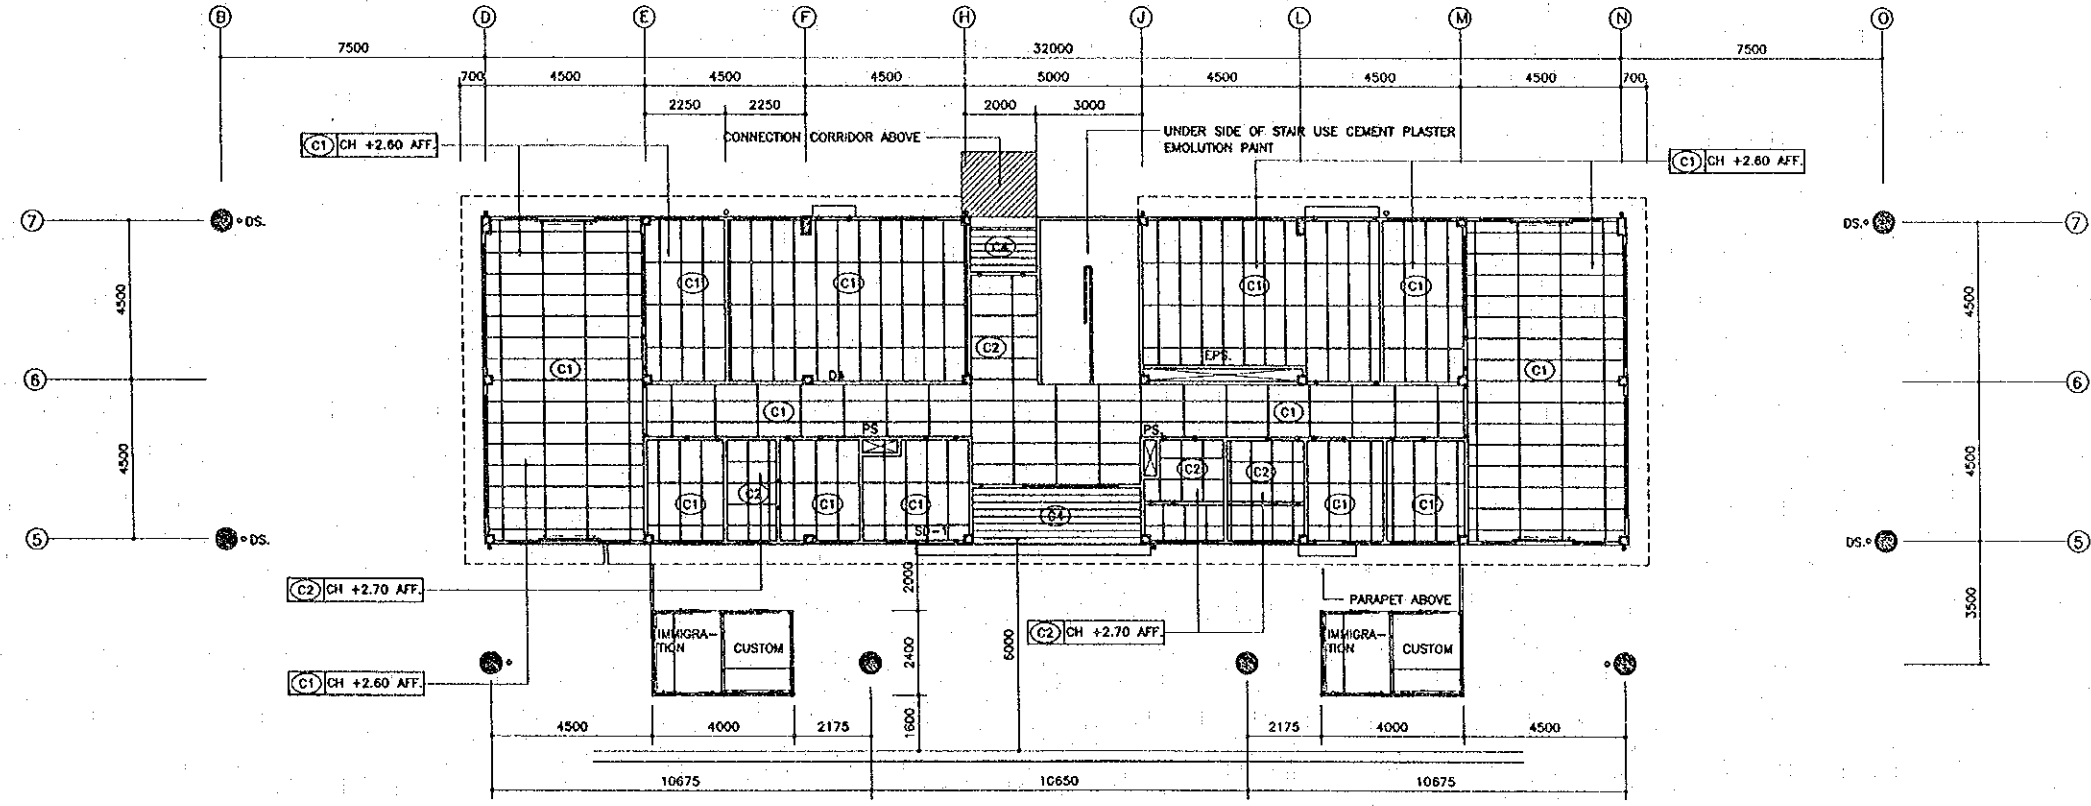 B D E F H J L M N O
7500 32000 7500
700 4500 4500 4500 5000 4500 4500 4500 700
2250 2250 2000 3000
CONNECTION CORRIDOR ABOVE
UNDER SIDE OF STAIR USE CEMENT PLASTER
EMOLUTION PAINT
C1 CH +2.60 AFF.
C1 CH +2.60 AFF.
7 DS. DS. 7
C4
C1 C1 C1 C1
4500 4500
C2
EPS.
6 C1 C1 6
C1 C1
PS. PS.
4500 4500
C2 C2
C1 C2 C1 C1 C1 C1
C4
SD-1
5 DS. DS. 5
C2 CH +2.70 AFF.
2000
PARAPET ABOVE
3500
C2 CH +2.70 AFF.
IMMIGRA-
TION
CUSTOM
2400
6000
IMMIGRA-
TION
CUSTOM
C1 CH +2.60 AFF.
1600
4500 4000 2175 2175 4000 4500
10675 10650 10675